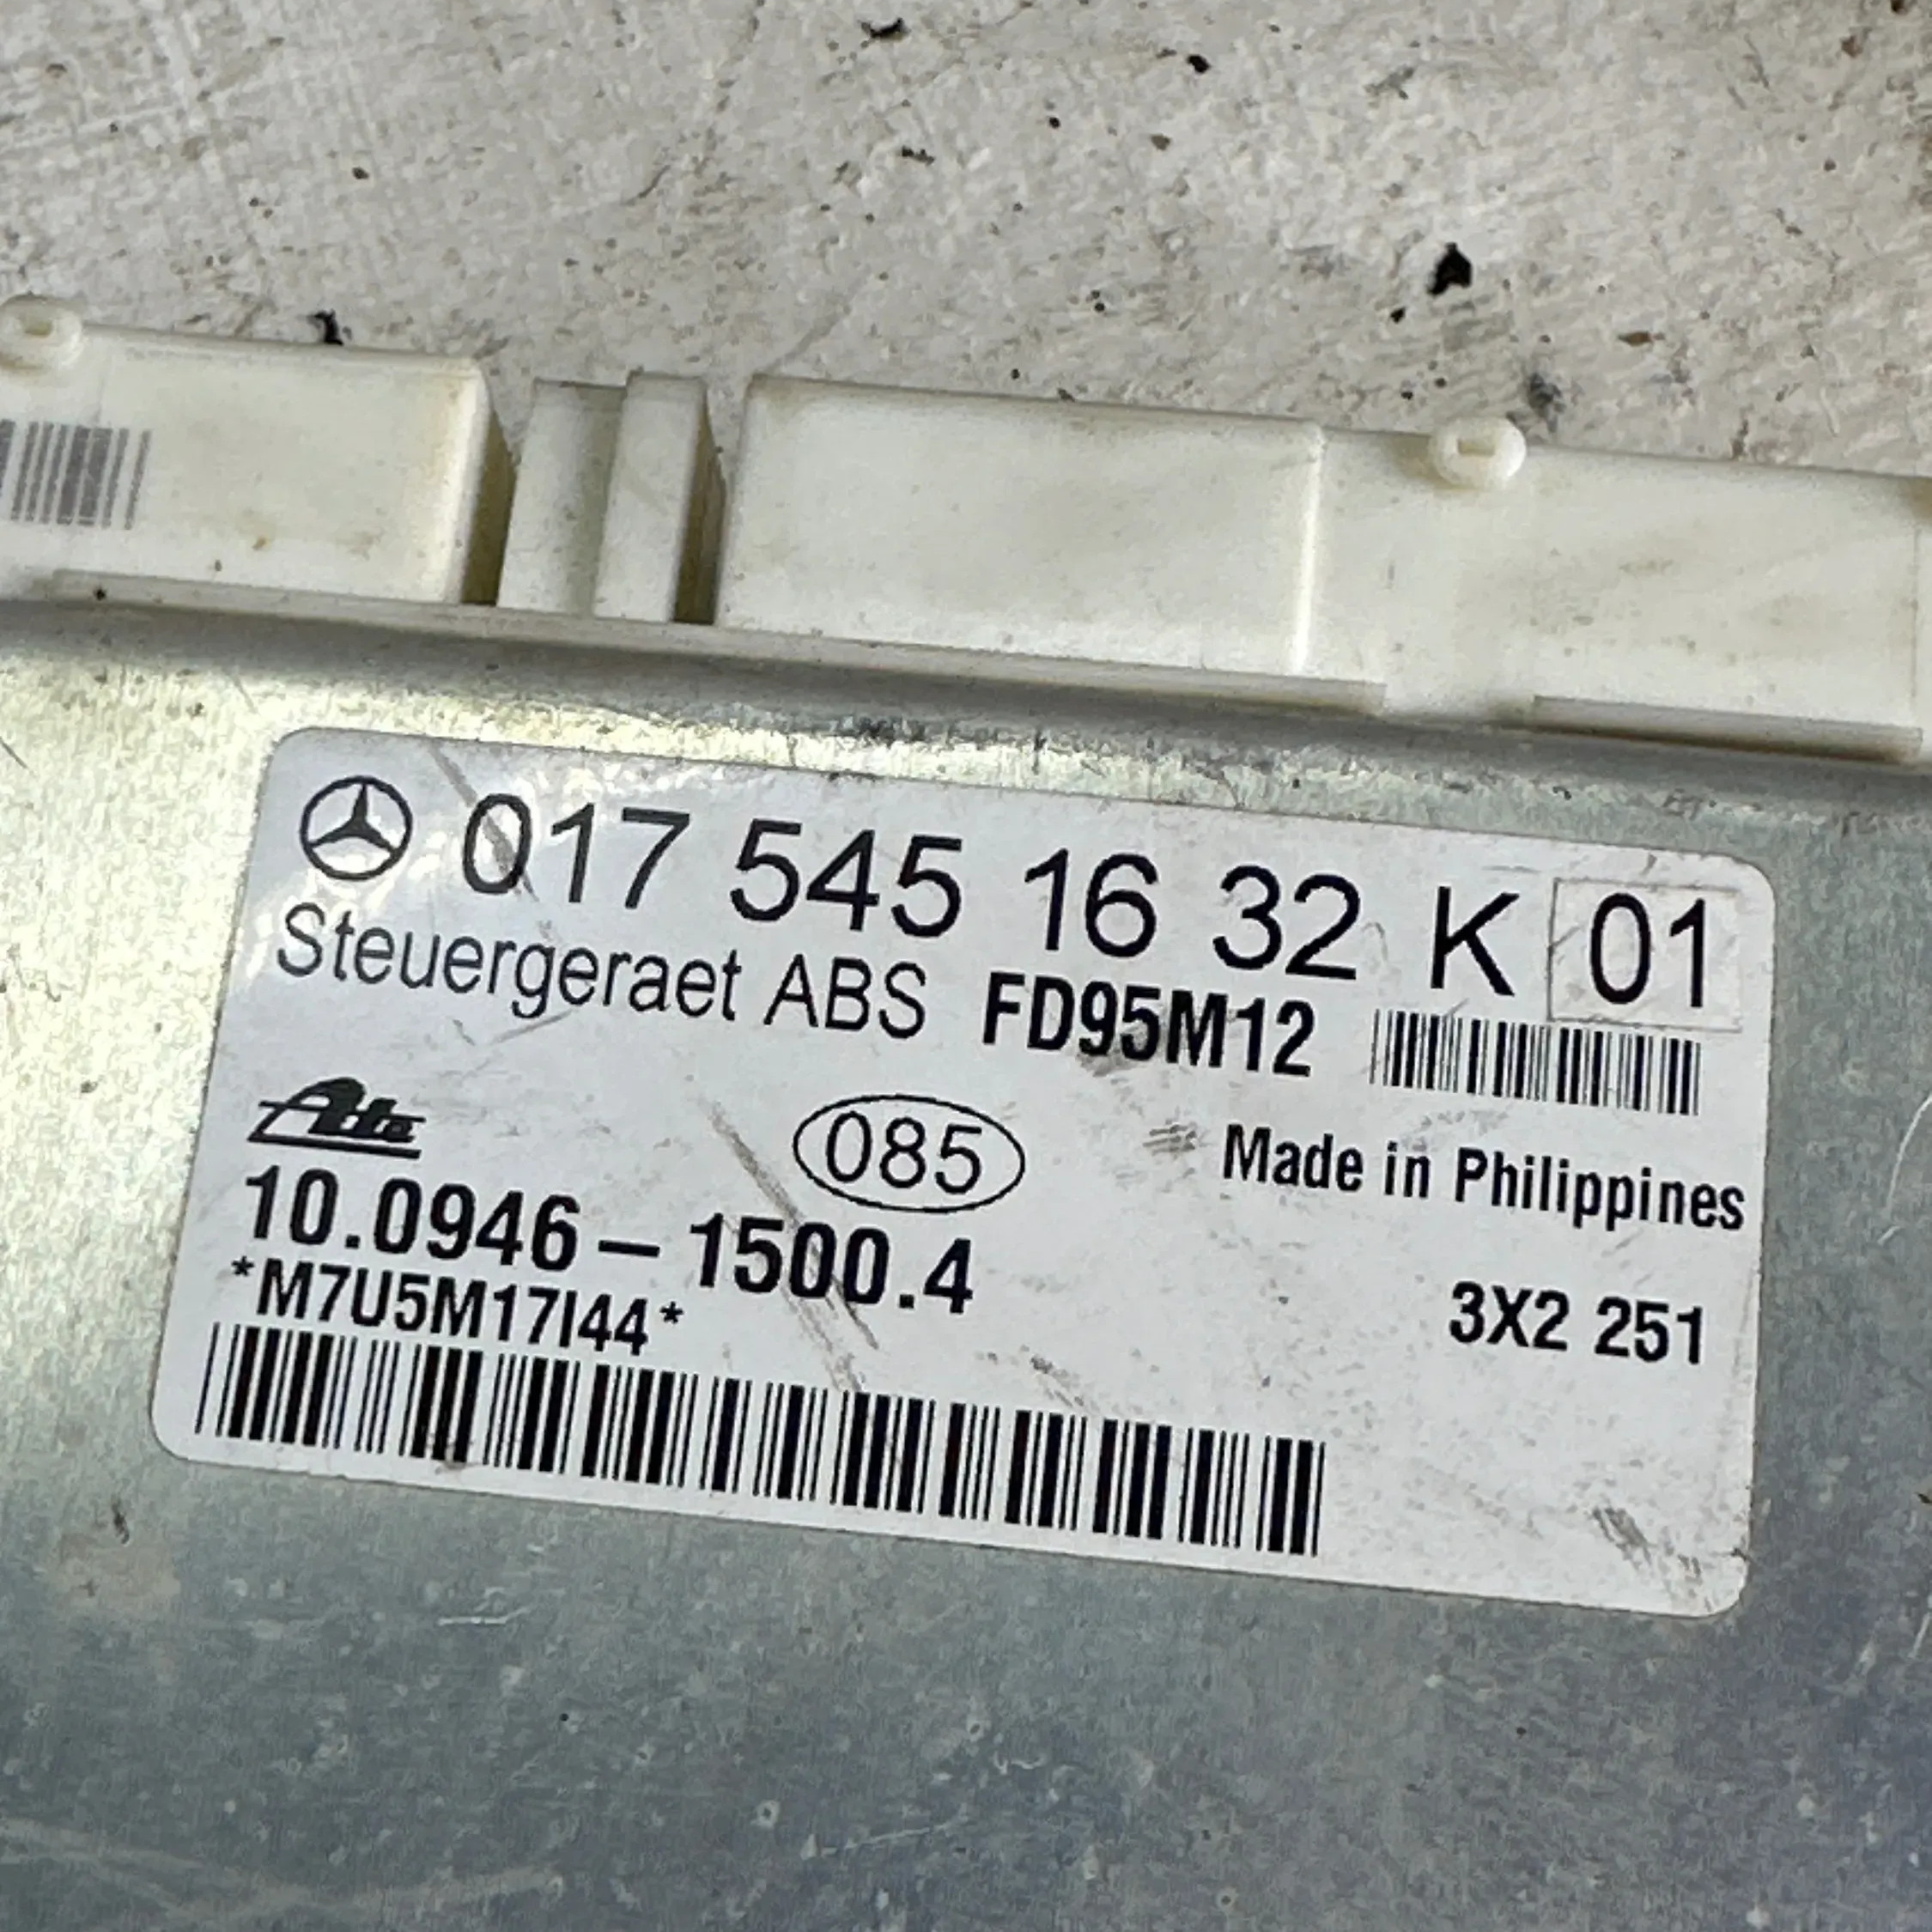 017 545 16 32 K 01
Steuergeraet ABS FD95M12
Ate 085 Made in Philippines
10.0946–1500.4
*M7U5M17I44* 3X2 251